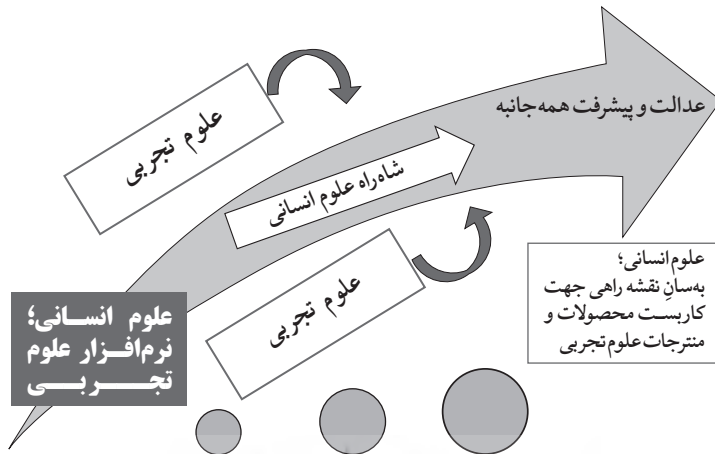 علوم تجربی
عدالت و پیشرفت همه‌جانبه
شاه‌راه علوم انسانی
علوم تجربی
علوم انسانی؛
به‌سانِ نقشه راهی جهت
کاربست محصولات و
منترجات علوم تجربی
علوم انسانی؛
نرم‌افزار علوم
تجربی